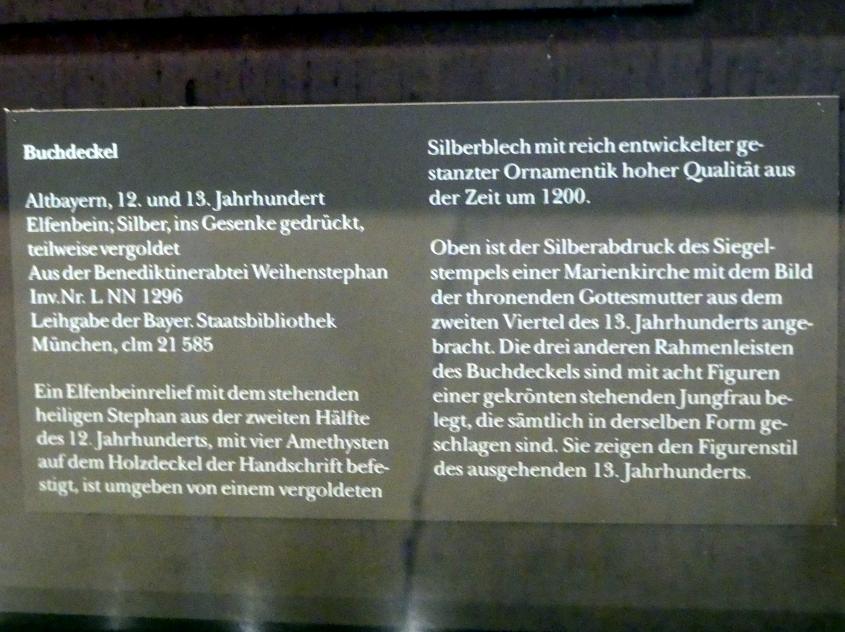 Buchdeckel
Altbayern, 12. und 13. Jahrhundert
Elfenbein; Silber, ins Gesenke gedrückt,
teilweise vergoldet
Aus der Benediktinerabtei Weihenstephan
Inv.Nr. L NN 1296
Leihgabe der Bayer. Staatsbibliothek
München, clm 21 585
Ein Elfenbeinrelief mit dem stehenden
heiligen Stephan aus der zweiten Hälfte
des 12. Jahrhunderts, mit vier Amethysten
auf dem Holzdeckel der Handschrift befe-
stigt, ist umgeben von einem vergoldeten
Silberblech mit reich entwickelter ge-
stanzter Ornamentik hoher Qualität aus
der Zeit um 1200.
Oben ist der Silberabdruck des Siegel-
stempels einer Marienkirche mit dem Bild
der thronenden Gottesmutter aus dem
zweiten Viertel des 13. Jahrhunderts ange-
bracht. Die drei anderen Rahmenleisten
des Buchdeckels sind mit acht Figuren
einer gekrönten stehenden Jungfrau be-
legt, die sämtlich in derselben Form ge-
schlagen sind. Sie zeigen den Figurenstil
des ausgehenden 13. Jahrhunderts.